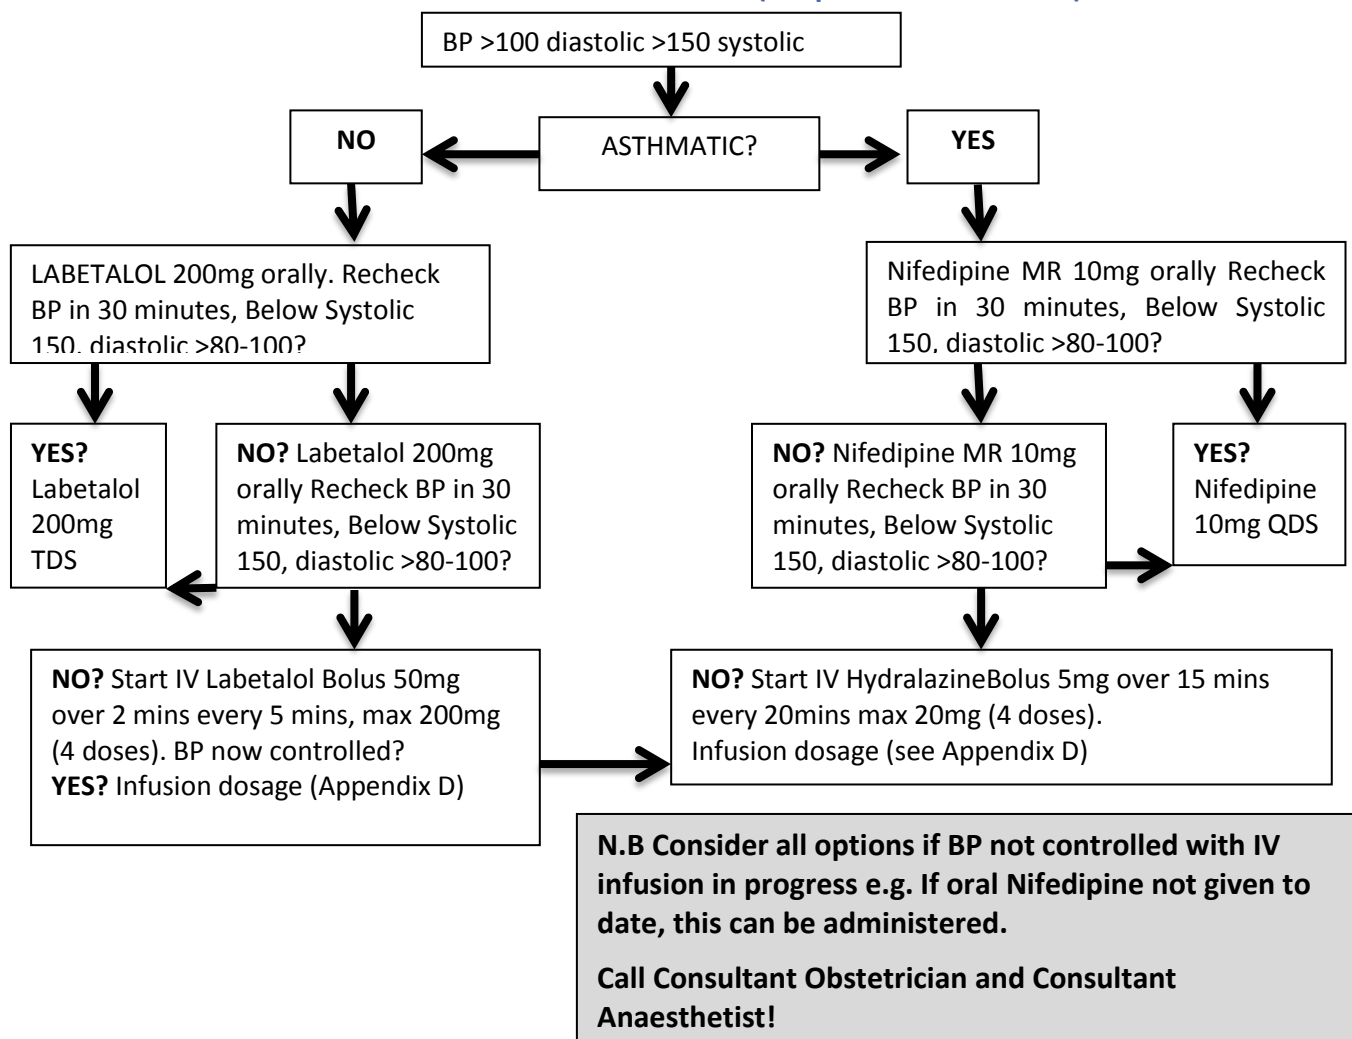 BP >100 diastolic >150 systolic
NO
ASTHMATIC?
YES
LABETALOL 200mg orally. Recheck
BP in 30 minutes, Below Systolic
150, diastolic >80-100?
Nifedipine MR 10mg orally Recheck
BP in 30 minutes, Below Systolic
150, diastolic >80-100?
YES?
Labetalol
200mg
TDS
NO? Labetalol 200mg
orally Recheck BP in 30
minutes, Below Systolic
150, diastolic >80-100?
NO? Nifedipine MR 10mg
orally Recheck BP in 30
minutes, Below Systolic
150, diastolic >80-100?
YES?
Nifedipine
10mg QDS
NO? Start IV Labetalol Bolus 50mg
over 2 mins every 5 mins, max 200mg
(4 doses). BP now controlled?
YES? Infusion dosage (Appendix D)
NO? Start IV HydralazineBolus 5mg over 15 mins
every 20mins max 20mg (4 doses).
Infusion dosage (see Appendix D)
N.B Consider all options if BP not controlled with IV
infusion in progress e.g. If oral Nifedipine not given to
date, this can be administered.
Call Consultant Obstetrician and Consultant
Anaesthetist!